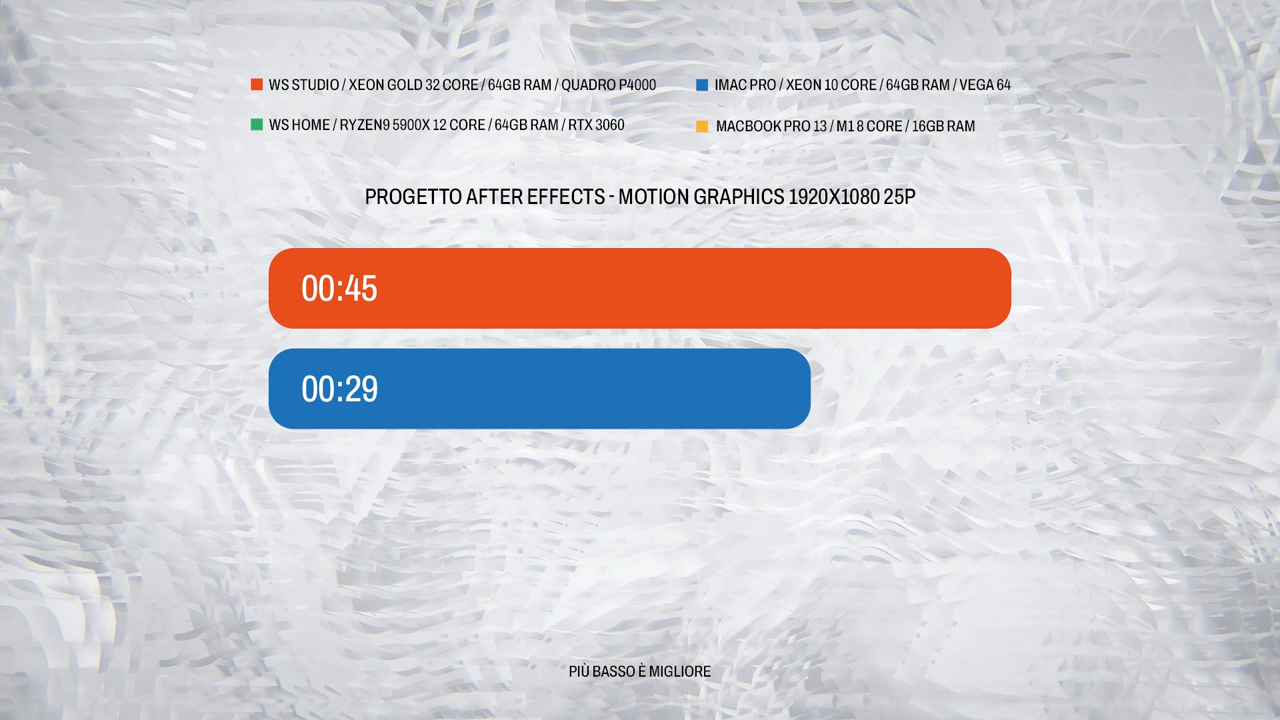 WS STUDIO / XEON GOLD 32 CORE / 64GB RAM / QUADRO P4000
IMAC PRO / XEON 10 CORE / 64GB RAM / VEGA 64
WS HOME / RYZEN9 5900X 12 CORE / 64GB RAM / RTX 3060
MACBOOK PRO 13 / M1 8 CORE / 16GB RAM
PROGETTO AFTER EFFECTS - MOTION GRAPHICS 1920X1080 25P
00:45
00:29
PIÙ BASSO È MIGLIORE